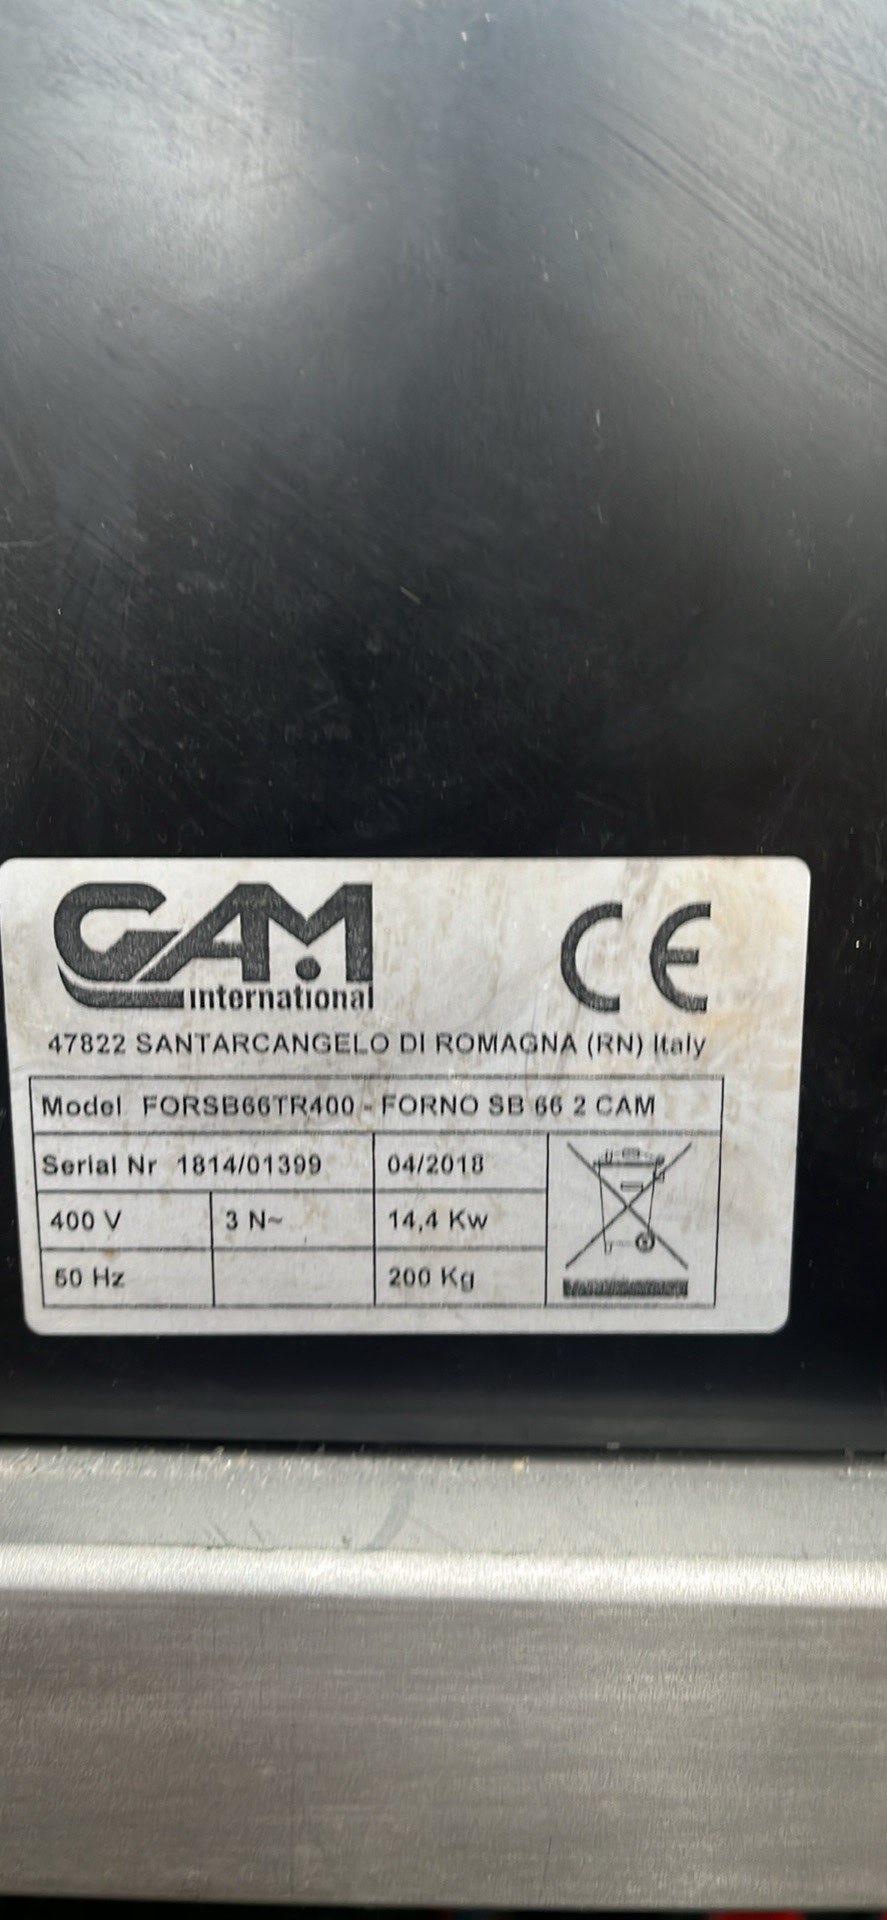 GAM
international
CE
47822 SANTARCANGELO DI ROMAGNA (RN) Italy
Model FORSB66TR400 - FORNO SB 66 2 CAM
Serial Nr 1814/01399 04/2018
400 V 3 N~ 14,4 Kw
50 Hz 200 Kg